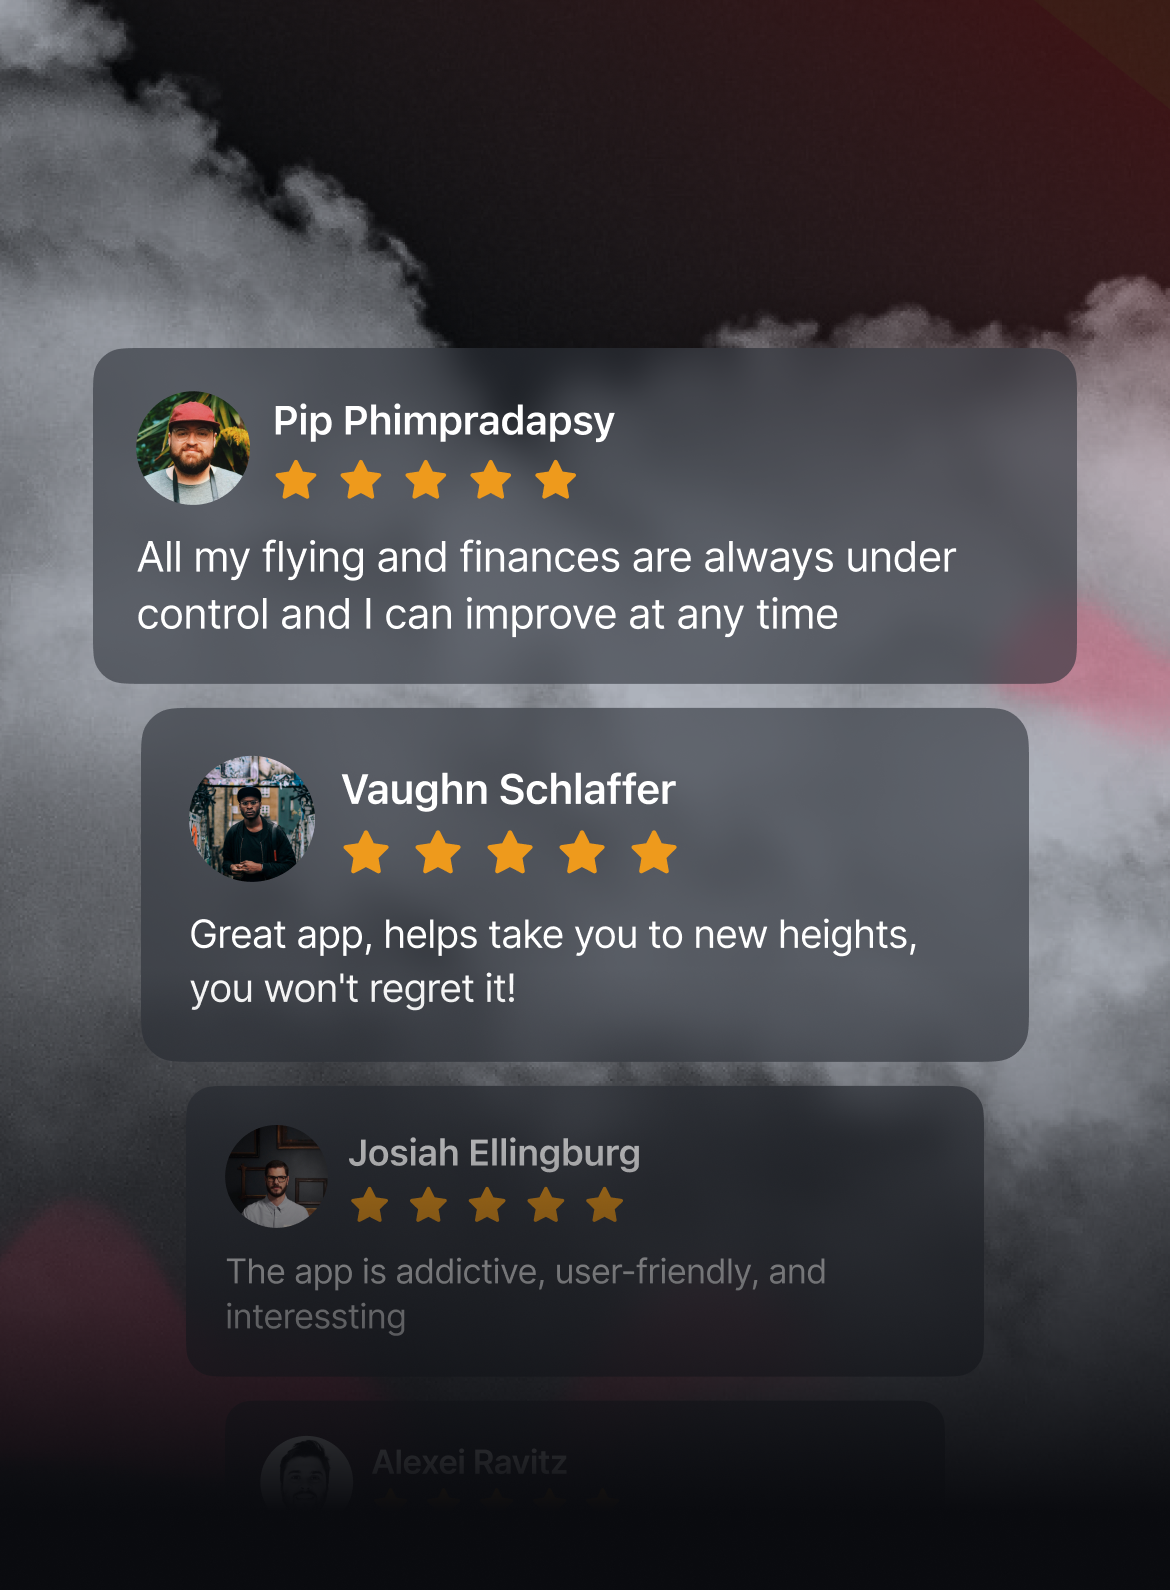 Pip Phimpradapsy
All my flying and finances are always under
control and I can improve at any time
Vaughn Schlaffer
Great app, helps take you to new heights,
you won't regret it!
Josiah Ellingburg
The app is addictive, user-friendly, and
interessting
Alexei Ravitz